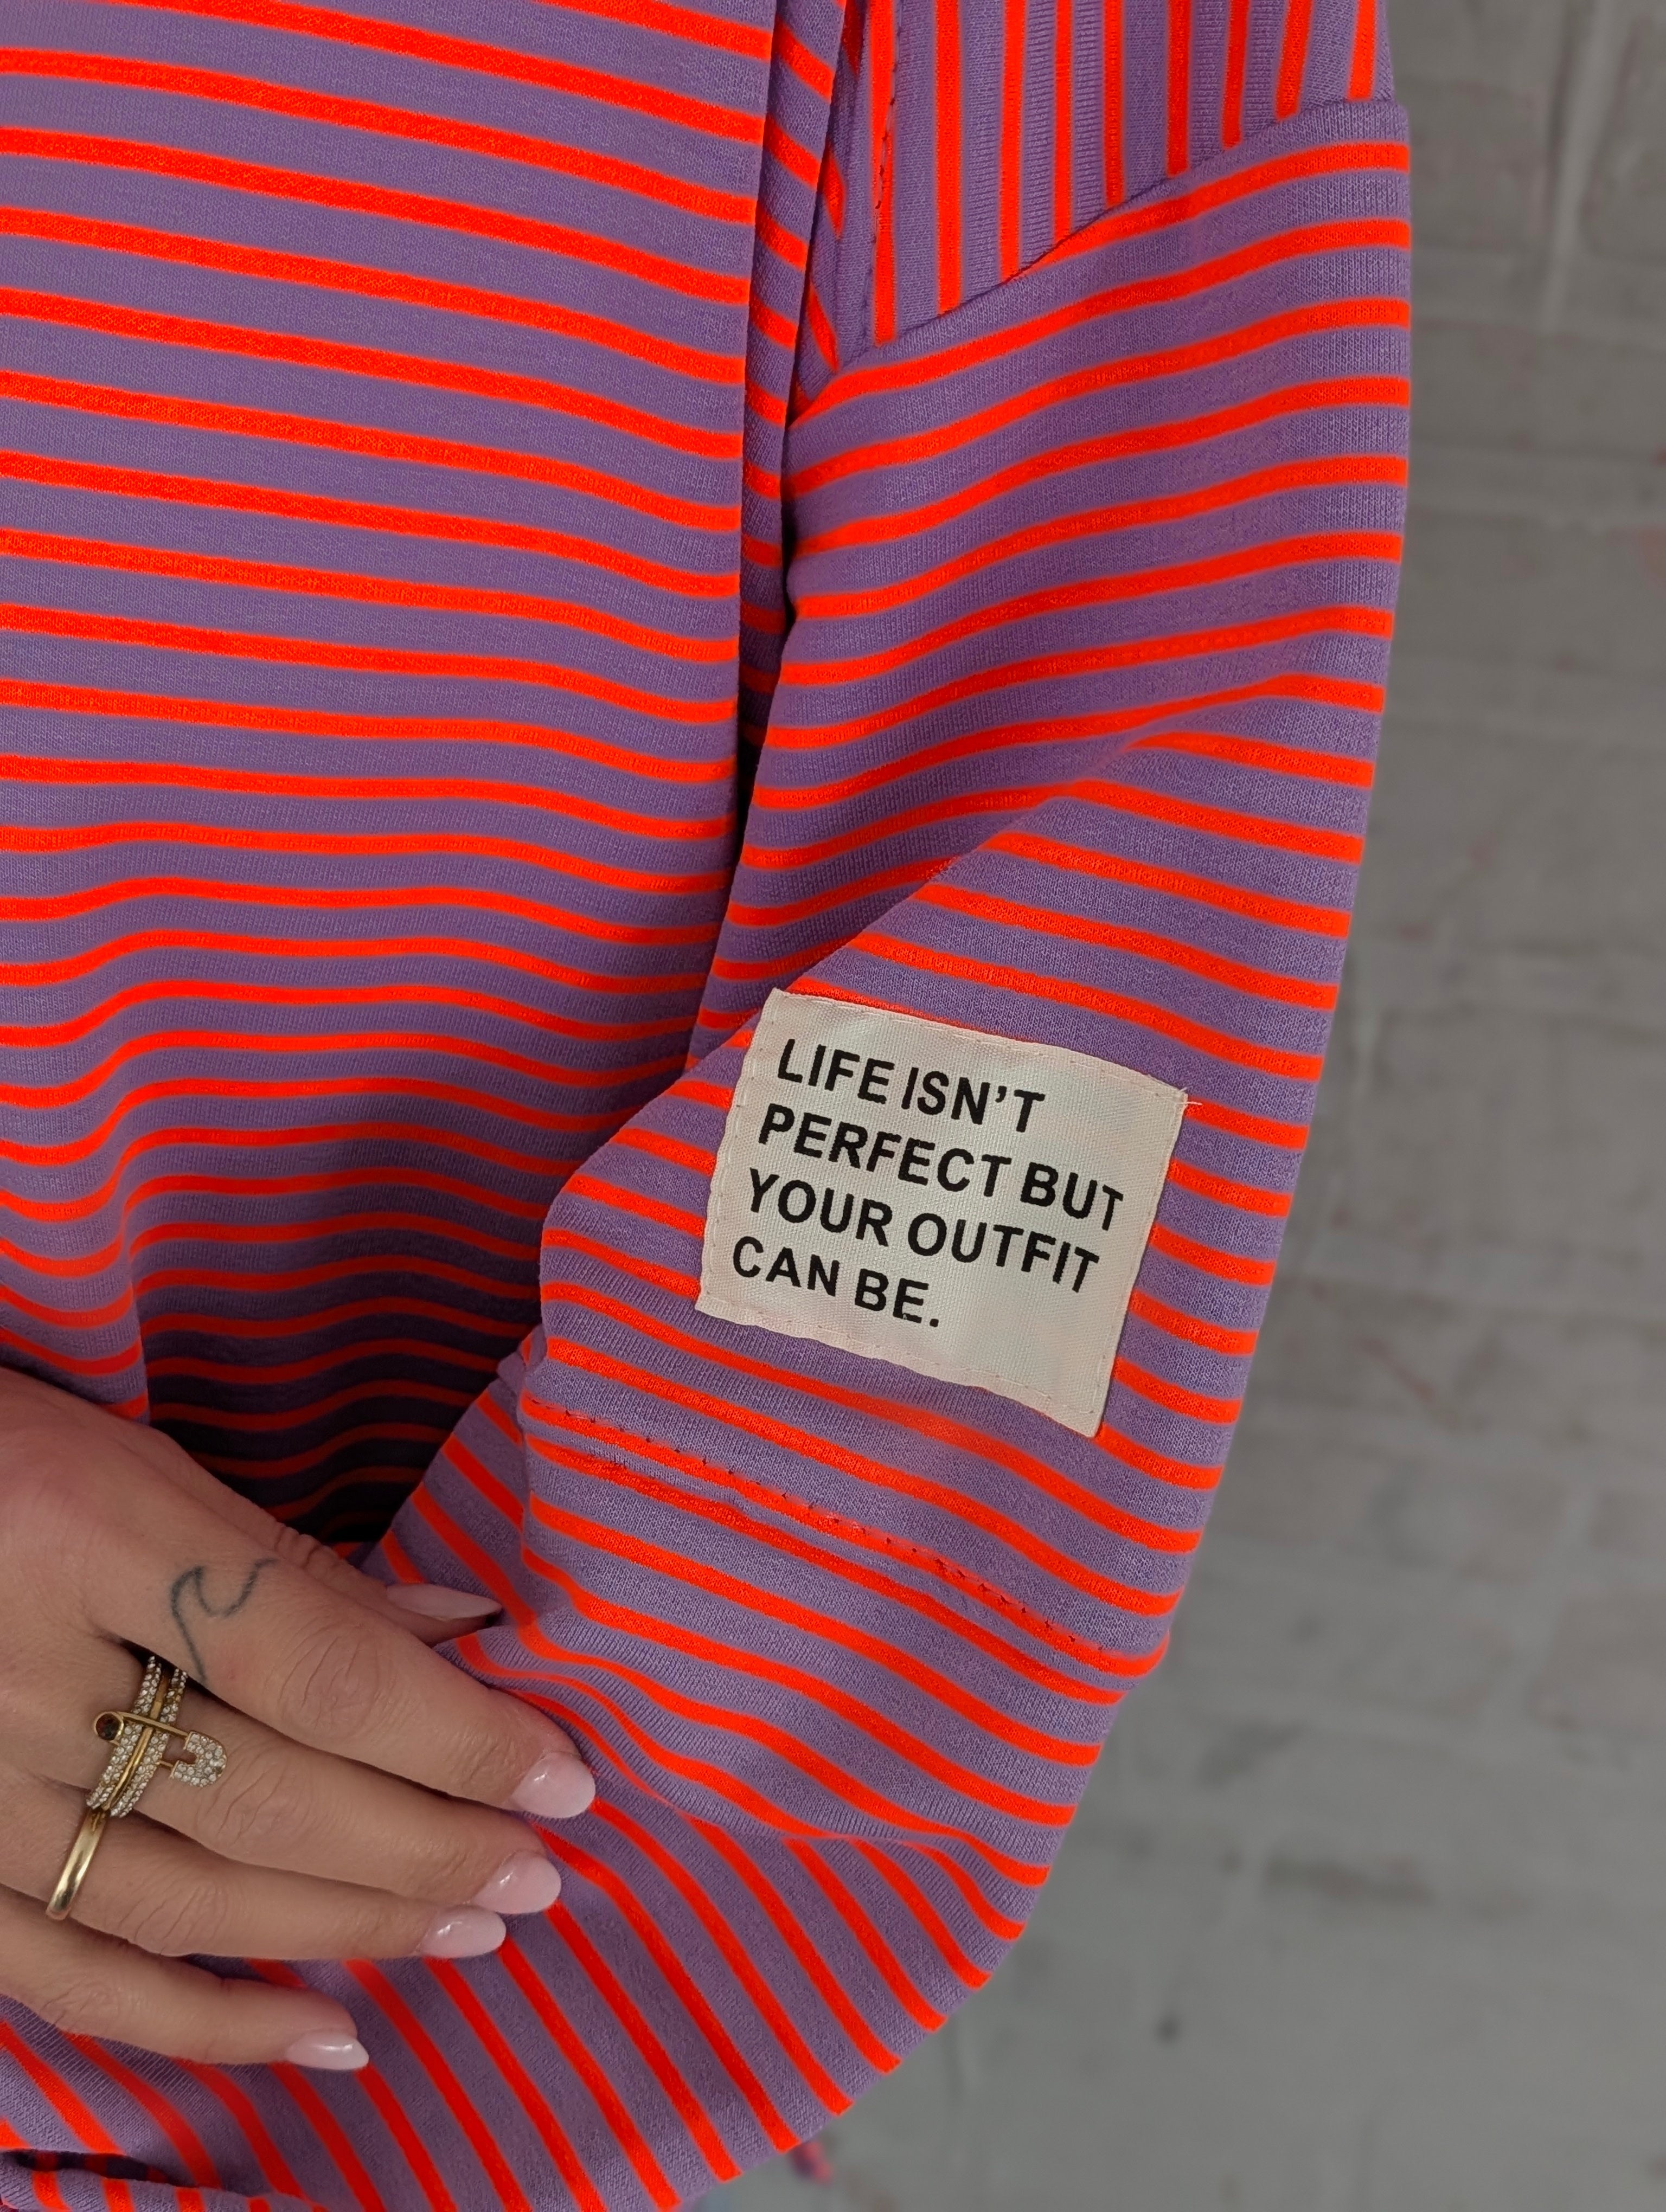 LIFE ISN'T
PERFECT BUT
YOUR OUTFIT
CAN BE.